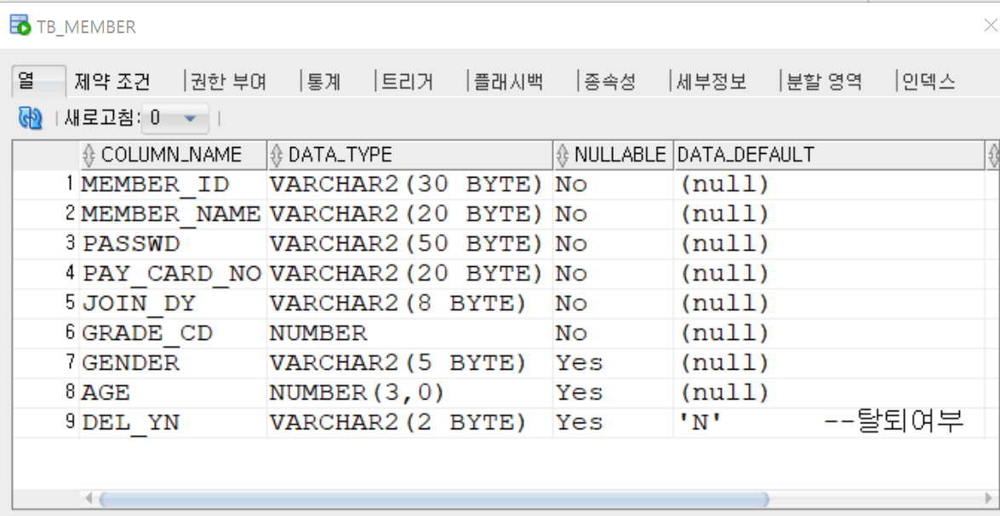 TB_MEMBER
열 제약 조건 |권한 부여 |통계 |트리거 |플래시백 |종속성 |세부정보 |분할 영역 |인덱스
새로고침: 0
COLUMN_NAME DATA_TYPE NULLABLE DATA_DEFAULT
1 MEMBER_ID VARCHAR2(30 BYTE) No (null)
2 MEMBER_NAME VARCHAR2(20 BYTE) No (null)
3 PASSWD VARCHAR2(50 BYTE) No (null)
4 PAY_CARD_NO VARCHAR2(20 BYTE) No (null)
5 JOIN_DY VARCHAR2(8 BYTE) No (null)
6 GRADE_CD NUMBER No (null)
7 GENDER VARCHAR2(5 BYTE) Yes (null)
8 AGE NUMBER(3,0) Yes (null)
9 DEL_YN VARCHAR2(2 BYTE) Yes 'N' --탈퇴여부